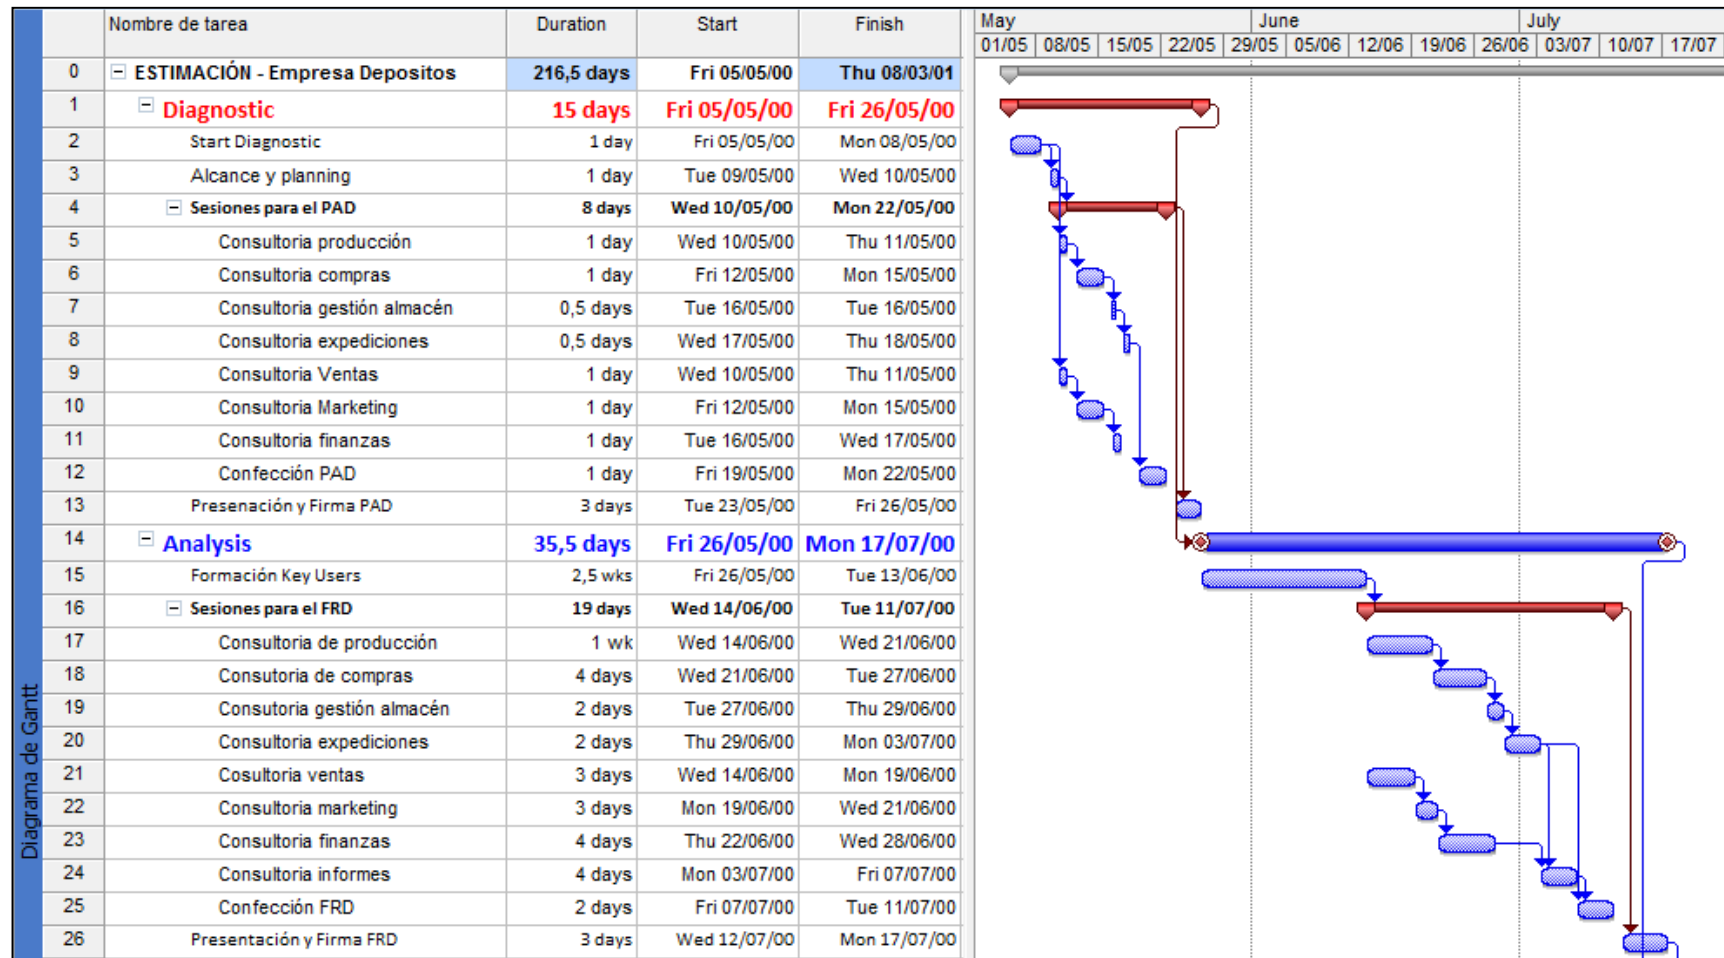 Nombre de tarea Duration Start Finish May June July
01/05 08/05 15/05 22/05 29/05 05/06 12/06 19/06 26/06 03/07 10/07 17/07
0 ESTIMACIÓN - Empresa Depositos 216,5 days Fri 05/05/00 Thu 08/03/01
1 Diagnostic 15 days Fri 05/05/00 Fri 26/05/00
2 Start Diagnostic 1 day Fri 05/05/00 Mon 08/05/00
3 Alcance y planning 1 day Tue 09/05/00 Wed 10/05/00
4 Sesiones para el PAD 8 days Wed 10/05/00 Mon 22/05/00
5 Consultoria producción 1 day Wed 10/05/00 Thu 11/05/00
6 Consultoria compras 1 day Fri 12/05/00 Mon 15/05/00
7 Consultoria gestión almacén 0,5 days Tue 16/05/00 Tue 16/05/00
8 Consultoria expediciones 0,5 days Wed 17/05/00 Thu 18/05/00
9 Consultoria Ventas 1 day Wed 10/05/00 Thu 11/05/00
10 Consultoria Marketing 1 day Fri 12/05/00 Mon 15/05/00
11 Consultoria finanzas 1 day Tue 16/05/00 Wed 17/05/00
12 Confección PAD 1 day Fri 19/05/00 Mon 22/05/00
13 Presenación y Firma PAD 3 days Tue 23/05/00 Fri 26/05/00
14 Analysis 35,5 days Fri 26/05/00 Mon 17/07/00
15 Formación Key Users 2,5 wks Fri 26/05/00 Tue 13/06/00
16 Sesiones para el FRD 19 days Wed 14/06/00 Tue 11/07/00
17 Consultoria de producción 1 wk Wed 14/06/00 Wed 21/06/00
18 Consutoria de compras 4 days Wed 21/06/00 Tue 27/06/00
19 Consutoria gestión almacén 2 days Tue 27/06/00 Thu 29/06/00
20 Consultoria expediciones 2 days Thu 29/06/00 Mon 03/07/00
21 Cosultoria ventas 3 days Wed 14/06/00 Mon 19/06/00
22 Consultoria marketing 3 days Mon 19/06/00 Wed 21/06/00
23 Consultoria finanzas 4 days Thu 22/06/00 Wed 28/06/00
24 Consultoria informes 4 days Mon 03/07/00 Fri 07/07/00
25 Confección FRD 2 days Fri 07/07/00 Tue 11/07/00
26 Presentación y Firma FRD 3 days Wed 12/07/00 Mon 17/07/00
Diagrama de Gantt